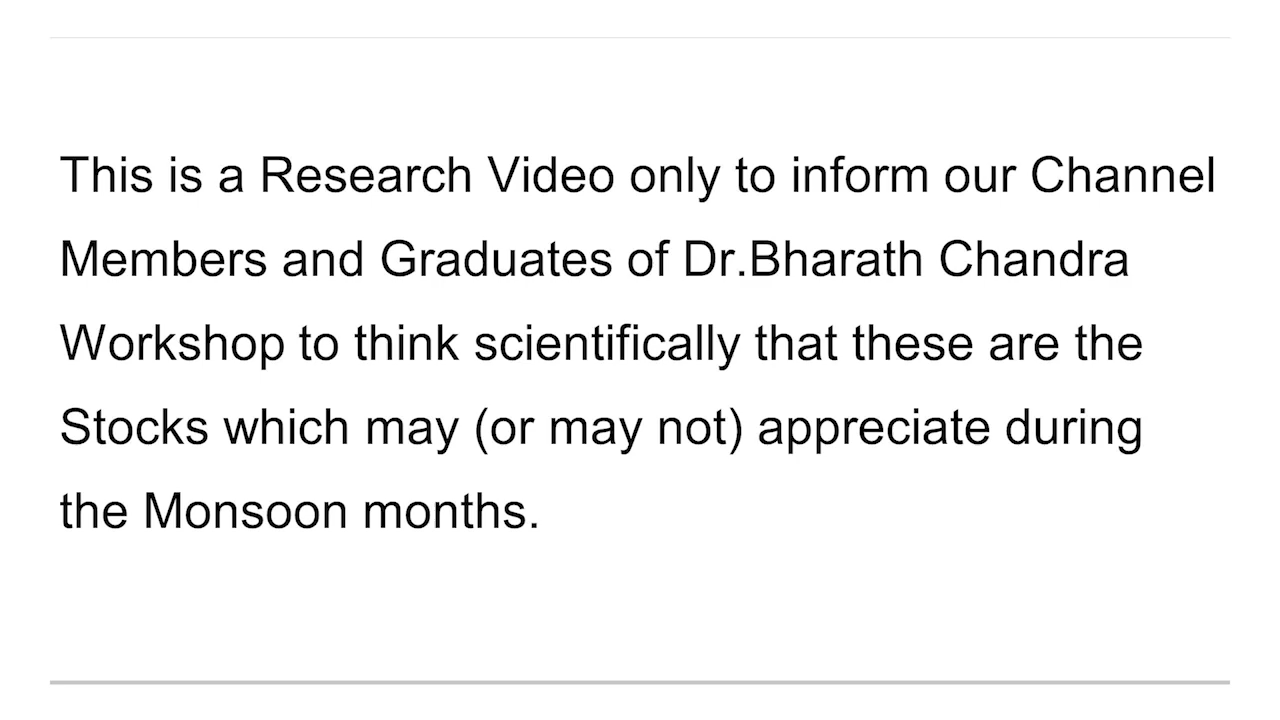 This is a Research Video only to inform our Channel
Members and Graduates of Dr.Bharath Chandra
Workshop to think scientifically that these are the
Stocks which may (or may not) appreciate during
the Monsoon months.